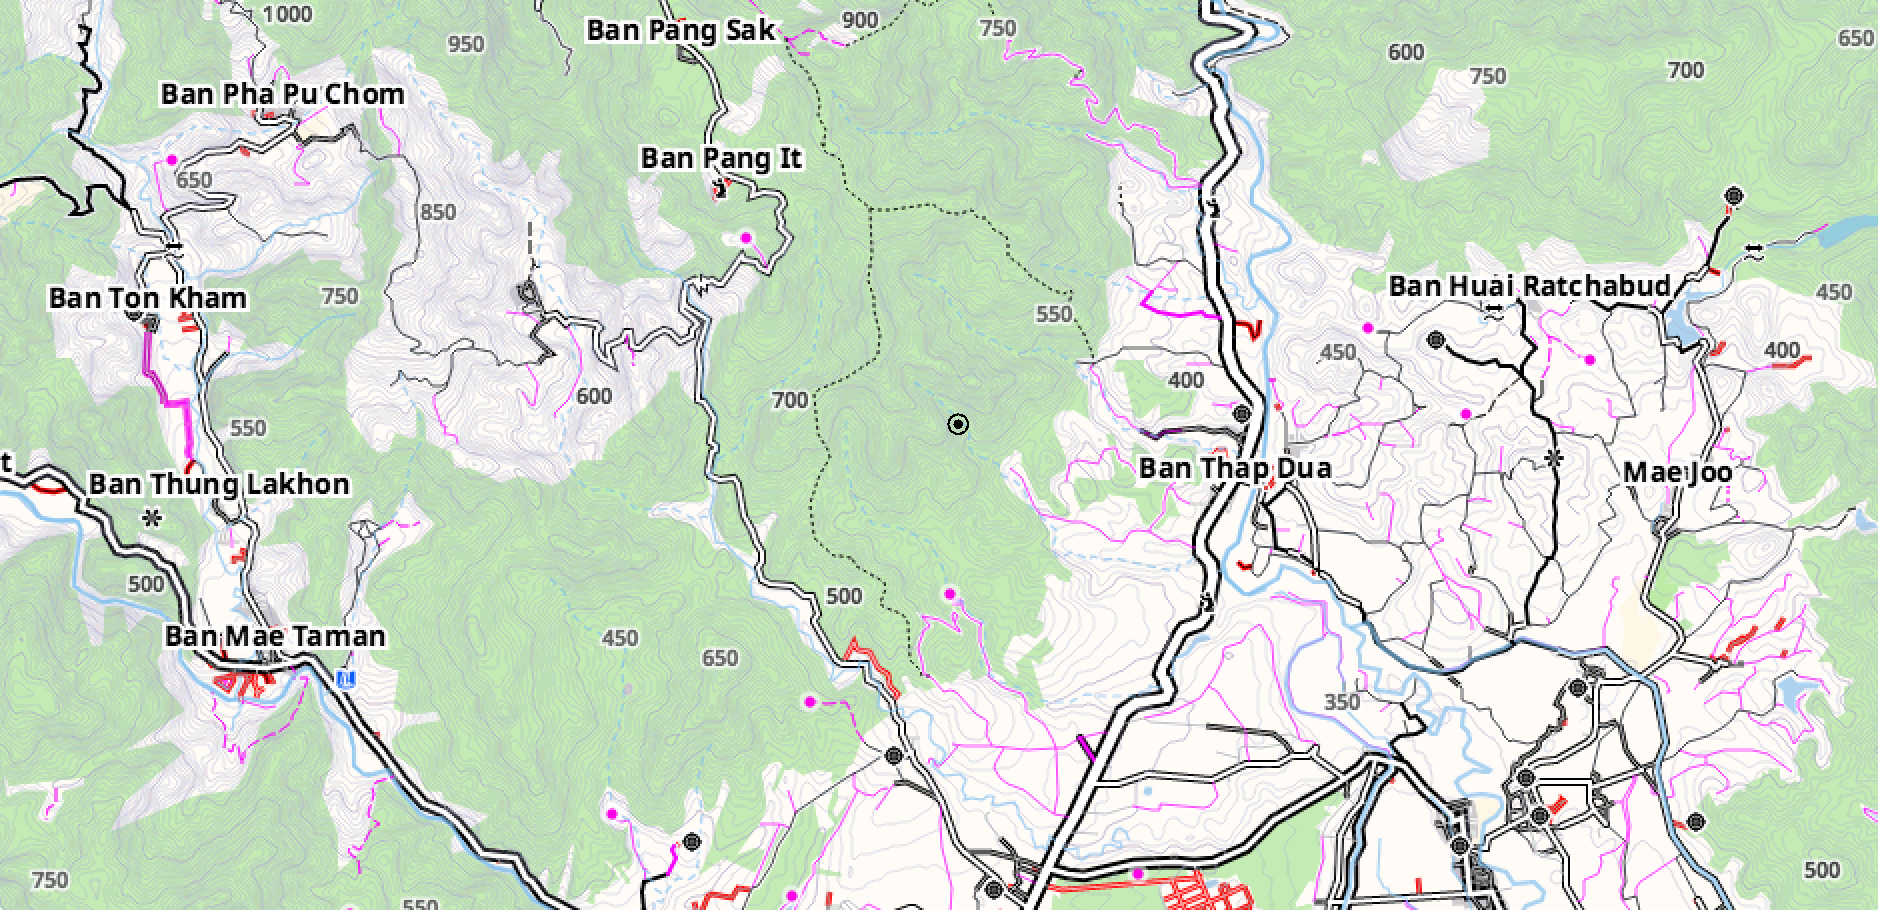 1000
900
Ban Pang Sak
750
950
600
650
750
700
Ban Pha Pu Chom
Ban Pang It
650
850
Ban Ton Kham
750
Ban Huai Ratchabud
450
550
450
400
400
600
700
550
t
Ban Thung Lakhon
Ban Thap Dua
Mae Joo
500
500
Ban Mae Taman
450
650
350
750
500
550